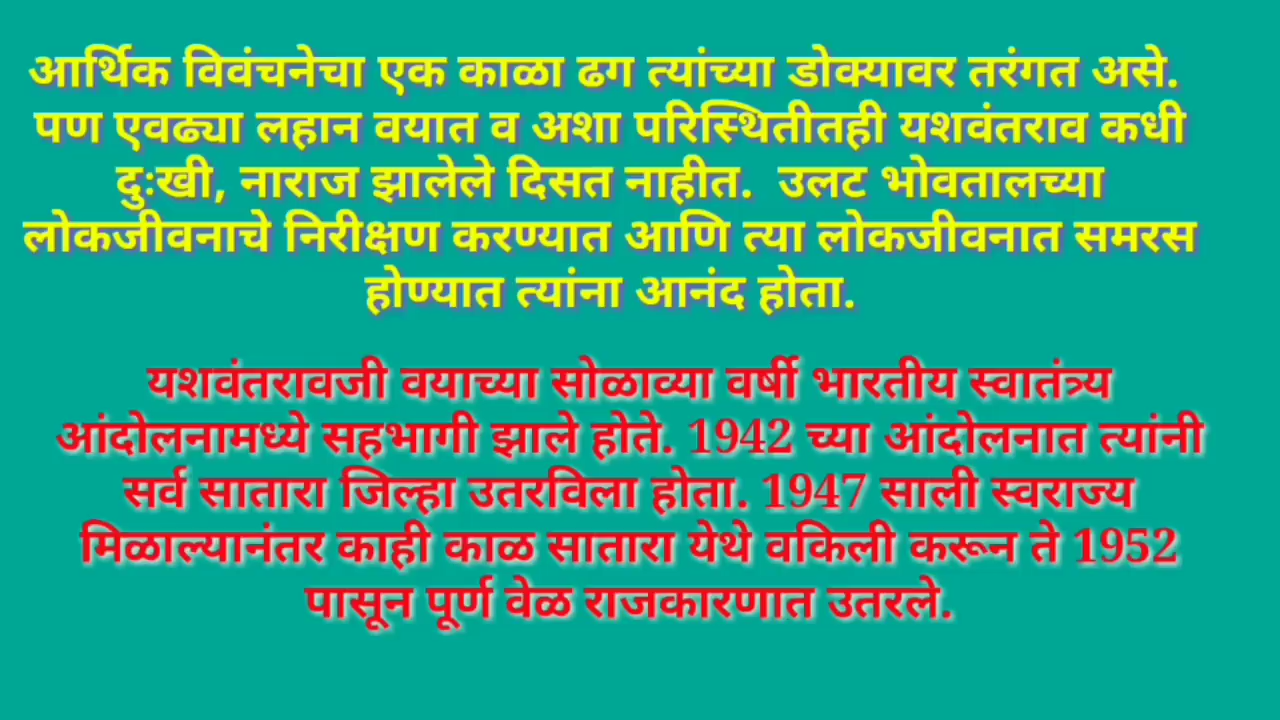 आर्थिक विवंचनेचा एक काळा ढग त्यांच्या डोक्यावर तरंगत असे.
पण एवढ्या लहान वयात व अशा परिस्थितीतही यशवंतराव कधी
दुःखी, नाराज झालेले दिसत नाहीत. उलट भोवतालच्या
लोकजीवनाचे निरीक्षण करण्यात आणि त्या लोकजीवनात समरस
होण्यात त्यांना आनंद होता.
यशवंतरावजी वयाच्या सोळाव्या वर्षी भारतीय स्वातंत्र्य
आंदोलनामध्ये सहभागी झाले होते. 1942 च्या आंदोलनात त्यांनी
सर्व सातारा जिल्हा उतरविला होता. 1947 साली स्वराज्य
मिळाल्यानंतर काही काळ सातारा येथे वकिली करून ते 1952
पासून पूर्ण वेळ राजकारणात उतरले.